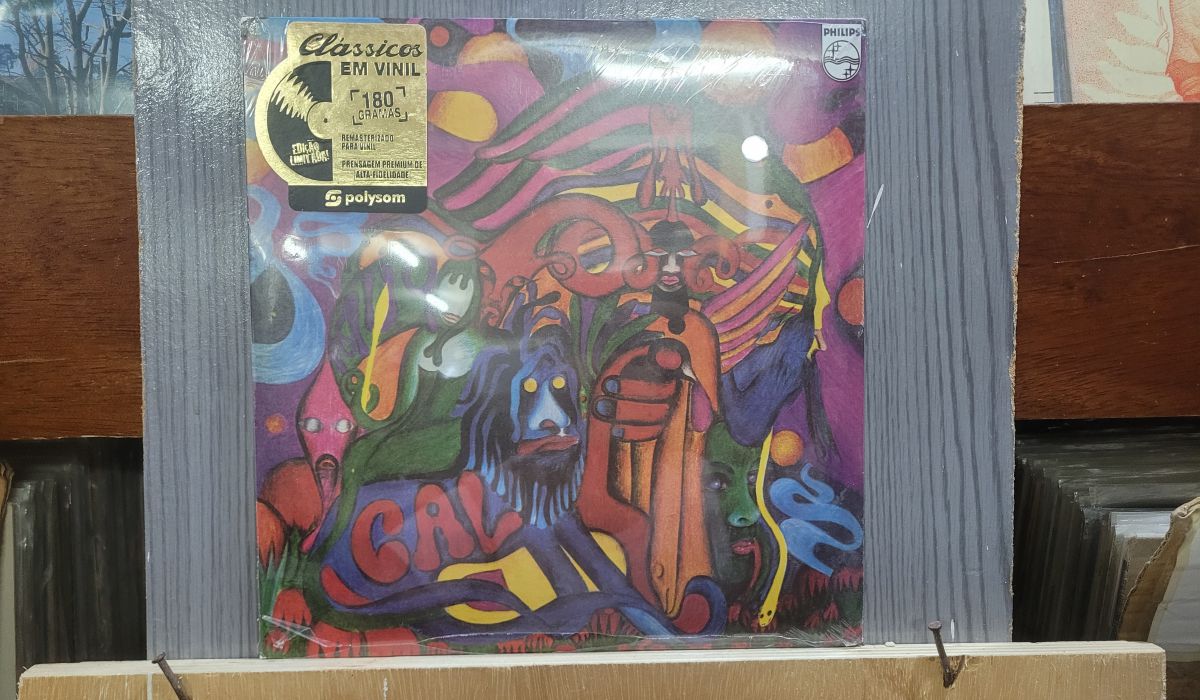 Clássicos
EM VINIL
180
GRAMAS
EDIÇÃO
LIMITADA!
REMASTERIZADO
PARA VINIL
PRENSAGEM PREMIUM DE
ALTA-FIDELIDADE
polysom
PHILIPS
GAL